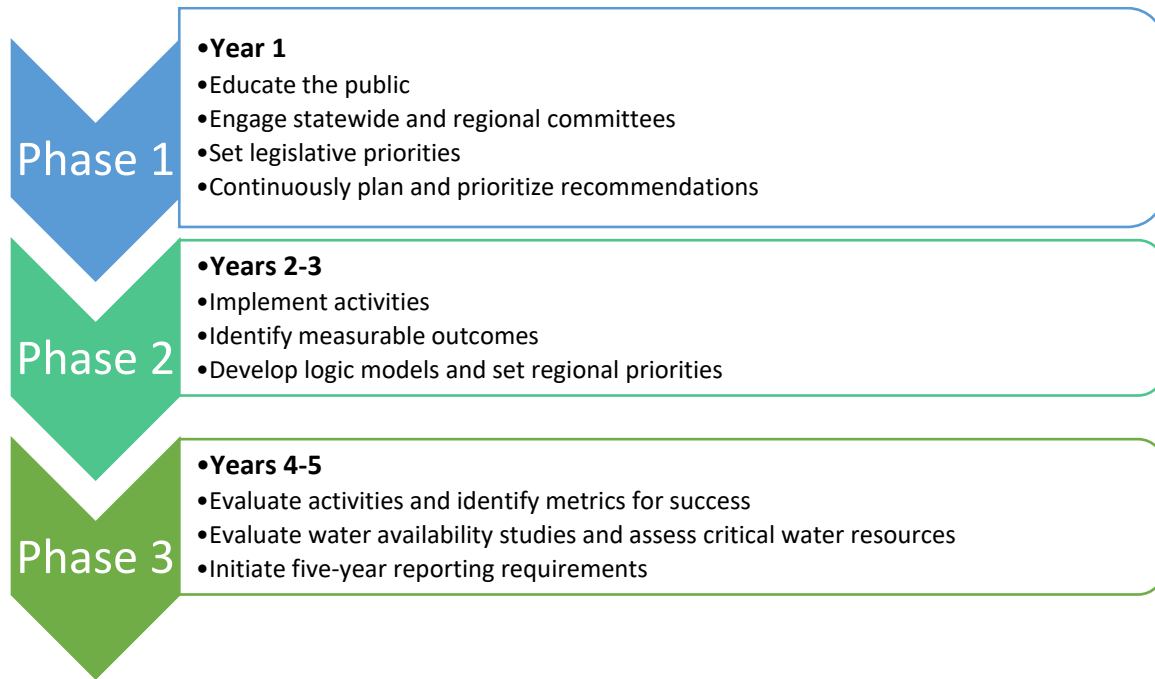 Phase 1
•Year 1
•Educate the public
•Engage statewide and regional committees
•Set legislative priorities
•Continuously plan and prioritize recommendations
Phase 2
•Years 2-3
•Implement activities
•Identify measurable outcomes
•Develop logic models and set regional priorities
Phase 3
•Years 4-5
•Evaluate activities and identify metrics for success
•Evaluate water availability studies and assess critical water resources
•Initiate five-year reporting requirements